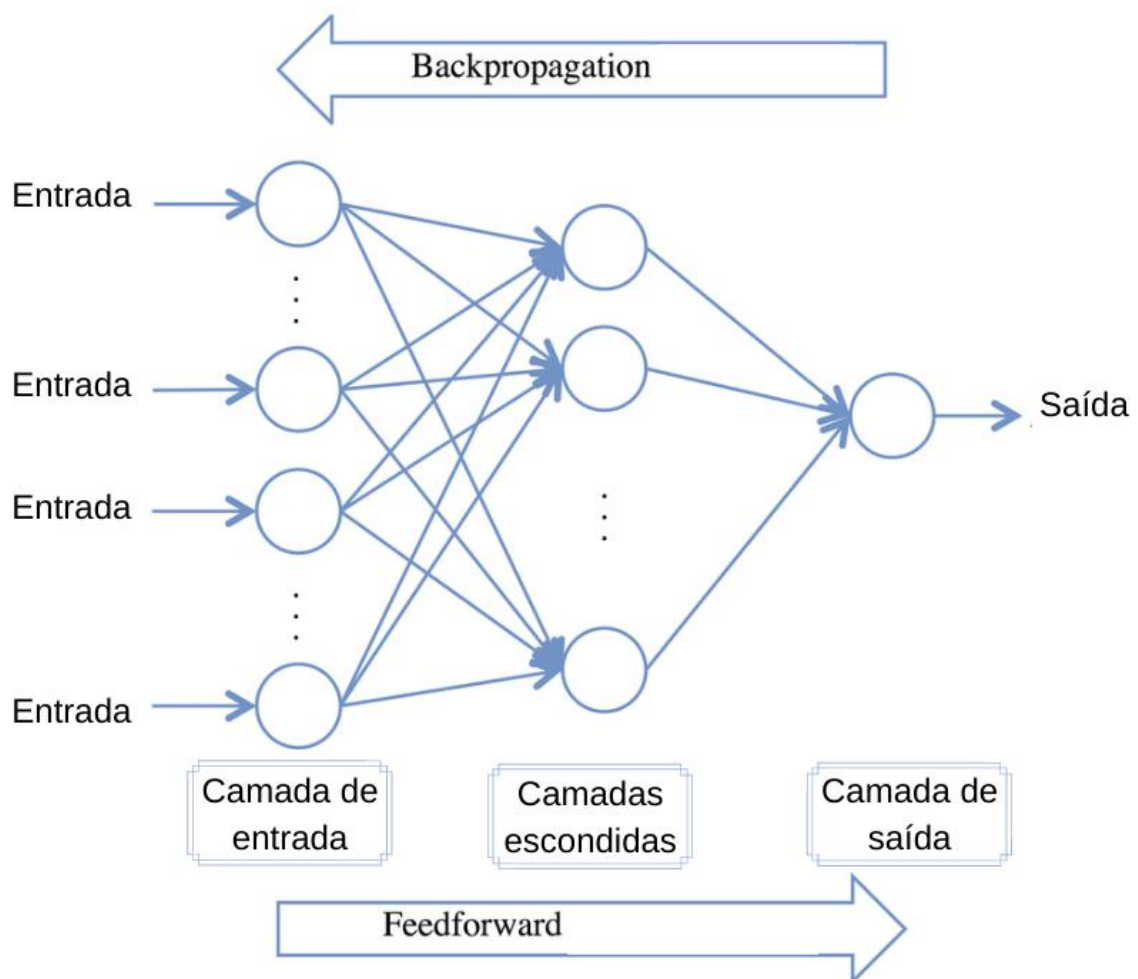 Backpropagation
Entrada
Entrada
Saída
Entrada
Entrada
Camada de
entrada
Camadas
escondidas
Camada de
saída
Feedforward